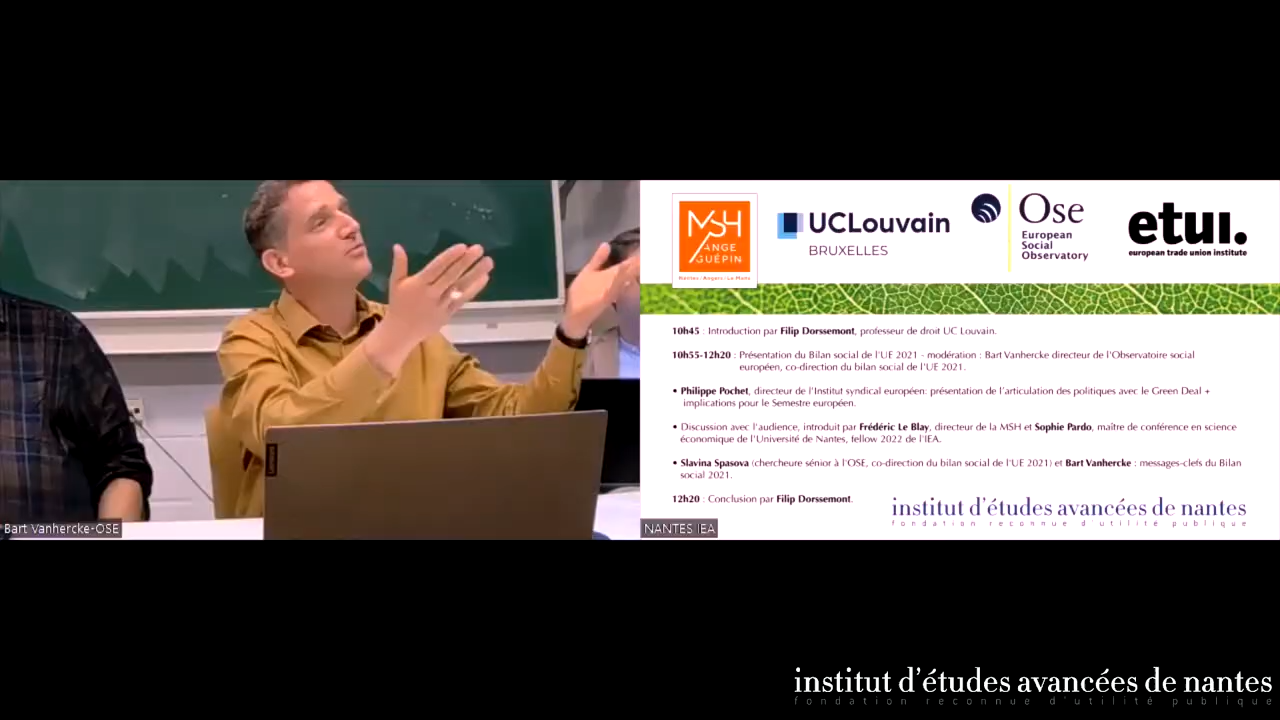 Lenovo
Bart Vanhercke-OSE
MSH
ANGE
GUÉPIN
Nantes : Angers : Le Mans
UCLouvain
BRUXELLES
Ose
European
Social
Observatory
etui.
european trade union institute
10h45 : Introduction par Filip Dorssemont, professeur de droit UC Louvain.
10h55-12h20 : Présentation du Bilan social de l'UE 2021 - modération : Bart Vanhercke directeur de l'Observatoire social
européen, co-direction du bilan social de l'UE 2021.
• Philippe Pochet, directeur de l'Institut syndical européen: présentation de l'articulation des politiques avec le Green Deal +
implications pour le Semestre européen.
• Discussion avec l'audience, introduit par Frédéric Le Blay, directeur de la MSH et Sophie Pardo, maître de conférence en science
économique de l'Université de Nantes, fellow 2022 de l'IEA.
• Slavina Spasova (chercheure sénior à l'OSE, co-direction du bilan social de l'UE 2021) et Bart Vanhercke : messages-clefs du Bilan
social 2021.
12h20 : Conclusion par Filip Dorssemont.
institut d'études avancées de nantes
fondation reconnue d'utilité publique
NANTES IEA
institut d'études avancées de nantes
fondation reconnue d'utilité publique